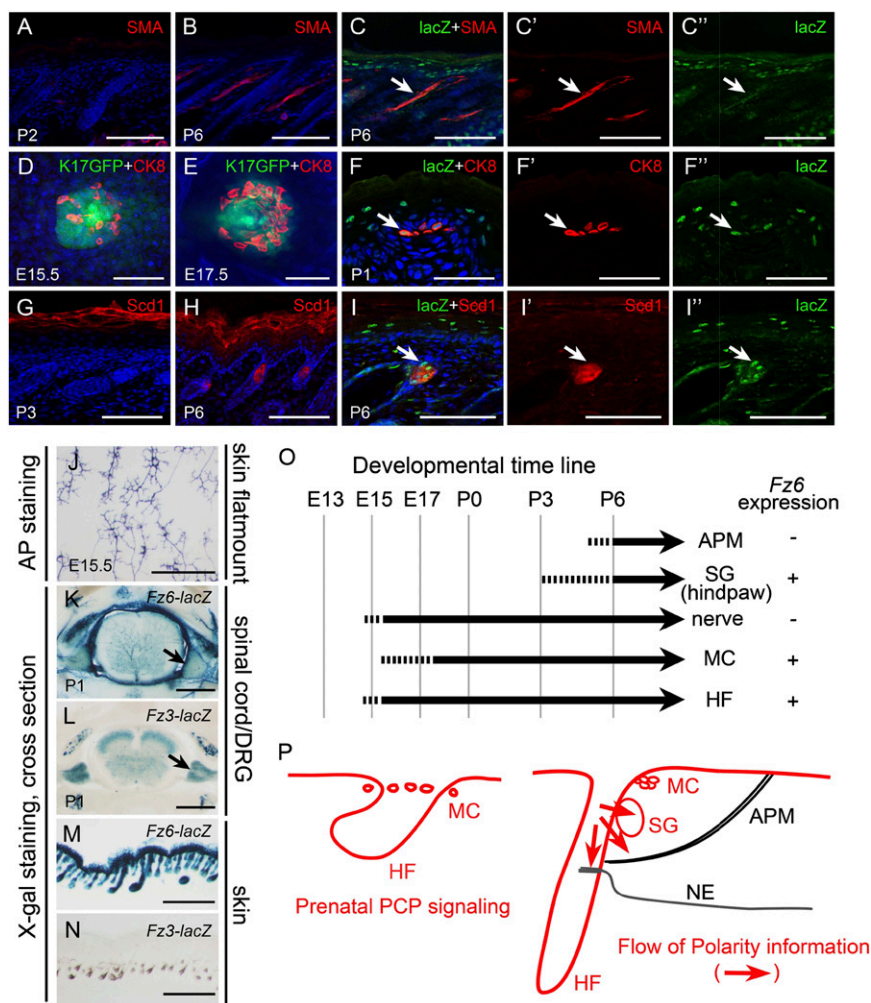 A SMA
P2
B SMA
P6
C lacZ+SMA
P6
C' SMA
C'' lacZ
D K17GFP+CK8
E15.5
E K17GFP+CK8
E17.5
F lacZ+CK8
P1
F' CK8
F'' lacZ
G Scd1
P3
H Scd1
P6
I lacZ+Scd1
P6
I' Scd1
I'' lacZ
AP staining
J
E15.5
skin flatmount
X-gal staining, cross section
K Fz6-lacZ
P1
L Fz3-lacZ
P1
spinal cord/DRG
M Fz6-lacZ
N Fz3-lacZ
skin
O
Developmental time line
E13 E15 E17 P0 P3 P6
Fz6
expression
APM -
SG +
(hindpaw)
nerve -
MC +
HF +
P
MC
HF
Prenatal PCP signaling
MC
SG
APM
NE
HF
Flow of Polarity information
( )